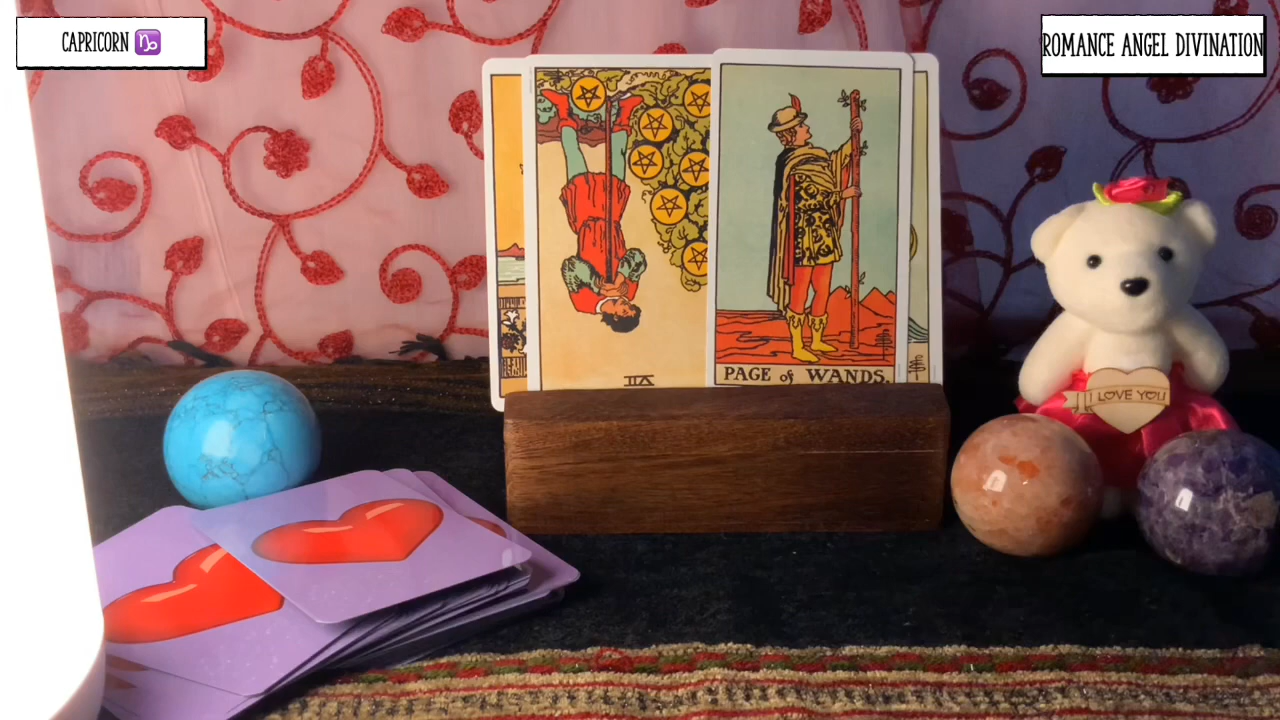 CAPRICORN ♑
ROMANCE ANGEL DIVINATION
VII
PAGE of WANDS.
I LOVE YOU